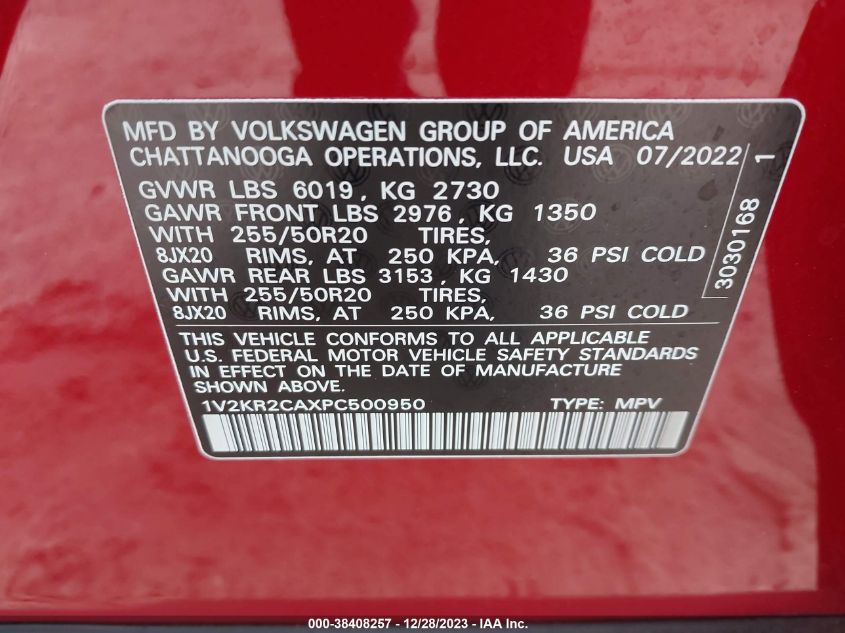 MFD BY VOLKSWAGEN GROUP OF AMERICA
CHATTANOOGA OPERATIONS, LLC. USA 07/2022
GVWR LBS 6019, KG 2730
GAWR FRONT LBS 2976, KG 1350
WITH 255/50R20 TIRES,
8JX20 RIMS, AT 250 KPA, 36 PSI COLD
GAWR REAR LBS 3153, KG 1430
WITH 255/50R20 TIRES,
8JX20 RIMS, AT 250 KPA, 36 PSI COLD
3030168
1
THIS VEHICLE CONFORMS TO ALL APPLICABLE
U.S. FEDERAL MOTOR VEHICLE SAFETY STANDARDS
IN EFFECT ON THE DATE OF MANUFACTURE
SHOWN ABOVE.
1V2KR2CAXPC500950 TYPE: MPV
000-38408257 - 12/28/2023 - IAA Inc.